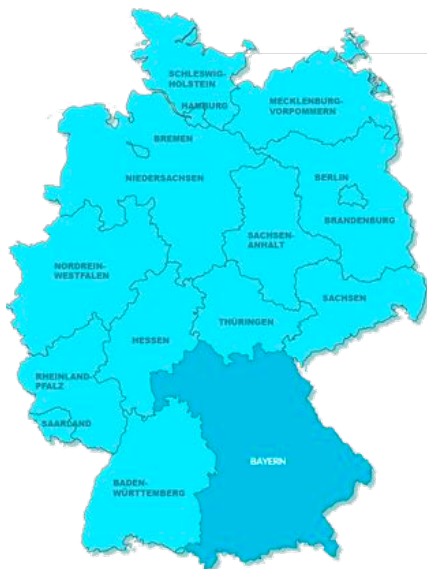 SCHLESWIG-
HOLSTEIN
HAMBURG
MECKLENBURG-
VORPOMMERN
BREMEN
NIEDERSACHSEN
BERLIN
BRANDENBURG
SACHSEN-
ANHALT
NORDREIN-
WESTFALEN
SACHSEN
THÜRINGEN
HESSEN
RHEINLAND-
PFALZ
SAARLAND
BAYERN
BADEN-
WÜRTTEMBERG